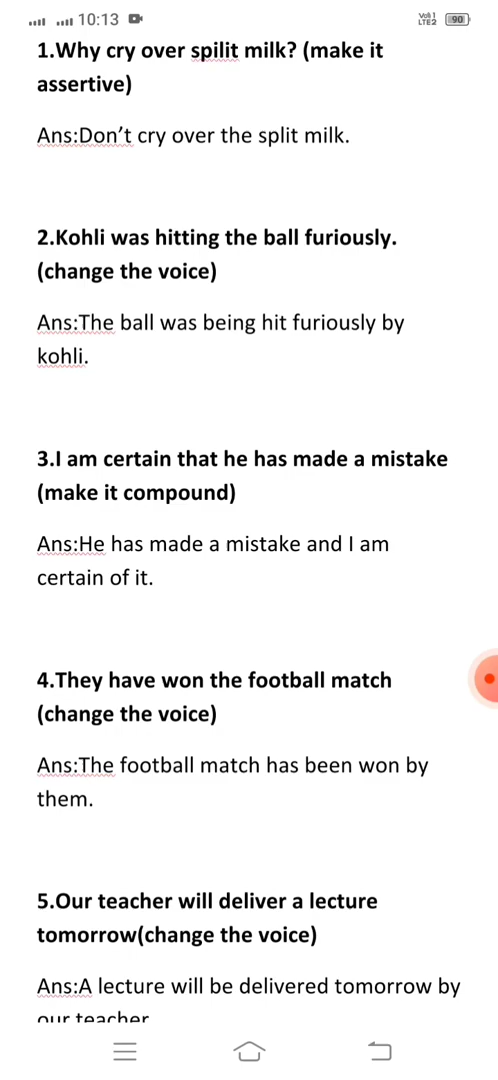 10:13
VoIte1
LTE2
90
1.Why cry over spilit milk? (make it
assertive)
Ans:Don't cry over the split milk.
2.Kohli was hitting the ball furiously.
(change the voice)
Ans:The ball was being hit furiously by
kohli.
3.I am certain that he has made a mistake
(make it compound)
Ans:He has made a mistake and I am
certain of it.
4.They have won the football match
(change the voice)
Ans:The football match has been won by
them.
5.Our teacher will deliver a lecture
tomorrow(change the voice)
Ans:A lecture will be delivered tomorrow by
our teacher